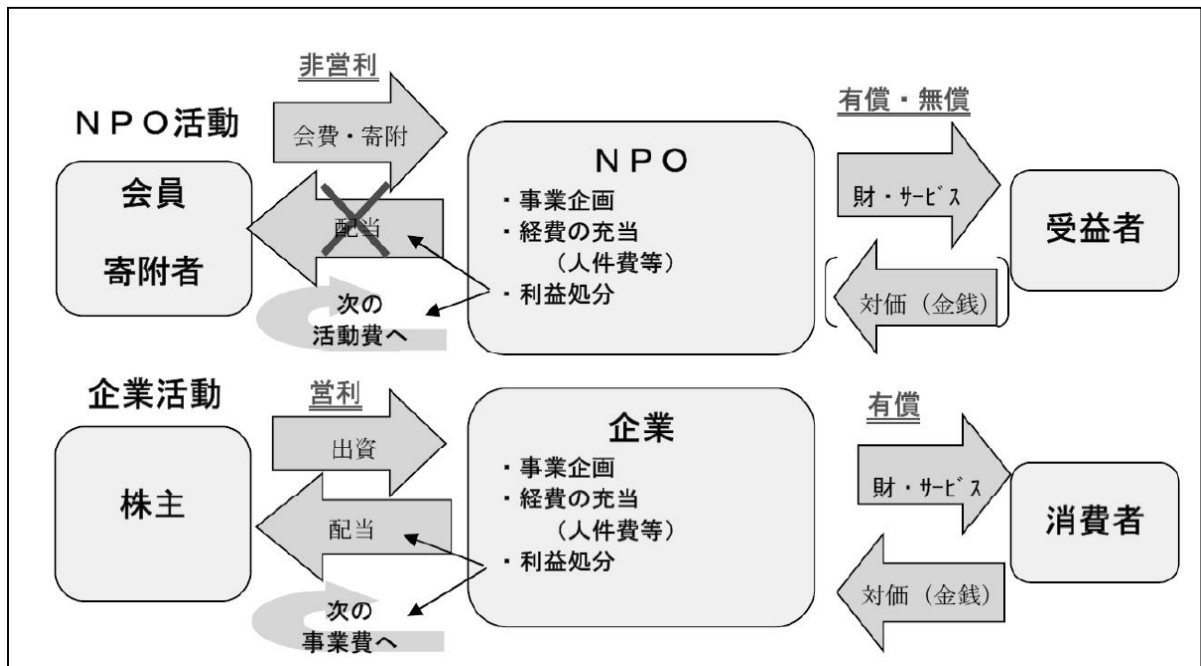 非営利
NPO活動
会費・寄附
会員
寄附者
配当
次の
活動費へ
NPO
・事業企画
・経費の充当
(人件費等)
・利益処分
有償・無償
財・ｻｰﾋﾞｽ
対価(金銭)
受益者
企業活動
営利
出資
株主
配当
次の
事業費へ
企業
・事業企画
・経費の充当
(人件費等)
・利益処分
有償
財・ｻｰﾋﾞｽ
対価(金銭)
消費者